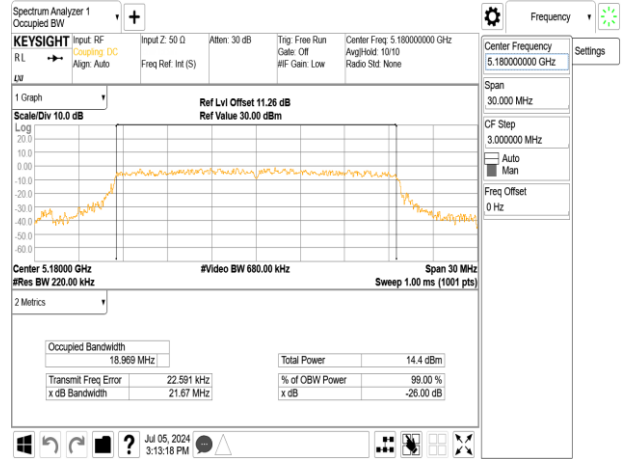 Spectrum Analyzer 1
Occupied BW
Frequency
KEYSIGHT
RL
Input: RF
Coupling: DC
Align: Auto
Input Z: 50 Ω
Freq Ref: Int (S)
Atten: 30 dB
Trig: Free Run
Gate: Off
#IF Gain: Low
Center Freq: 5.180000000 GHz
Avg|Hold: 10/10
Radio Std: None
Center Frequency
5.180000000 GHz
Settings
Span
30.000 MHz
CF Step
3.000000 MHz
Auto
Man
Freq Offset
0 Hz
1 Graph
Scale/Div 10.0 dB
Ref Lvl Offset 11.26 dB
Ref Value 30.00 dBm
Log
20.0
10.0
0.00
-10.0
-20.0
-30.0
-40.0
-50.0
-60.0
Center 5.18000 GHz
#Video BW 680.00 kHz
Span 30 MHz
#Res BW 220.00 kHz
Sweep 1.00 ms (1001 pts)
2 Metrics
Occupied Bandwidth
18.969 MHz
Total Power 14.4 dBm
Transmit Freq Error 22.591 kHz
% of OBW Power 99.00 %
x dB Bandwidth 21.67 MHz
x dB -26.00 dB
Jul 05, 2024
3:13:18 PM